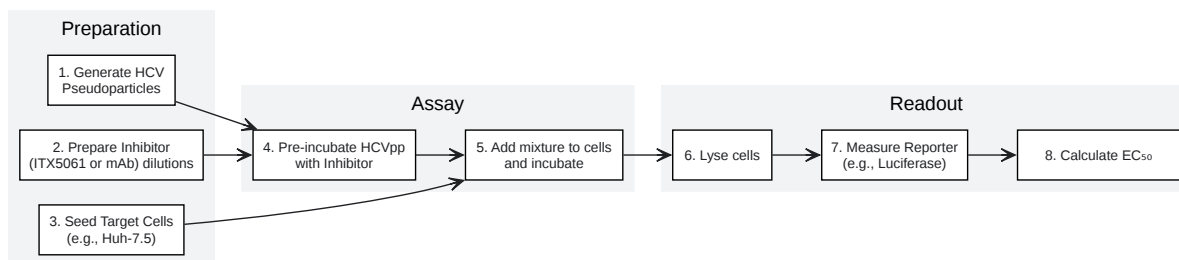 Preparation
1. Generate HCV
Pseudoparticles
2. Prepare Inhibitor
(ITX5061 or mAb) dilutions
3. Seed Target Cells
(e.g., Huh-7.5)
Assay
4. Pre-incubate HCVpp
with Inhibitor
5. Add mixture to cells
and incubate
Readout
6. Lyse cells
7. Measure Reporter
(e.g., Luciferase)
8. Calculate EC₅₀